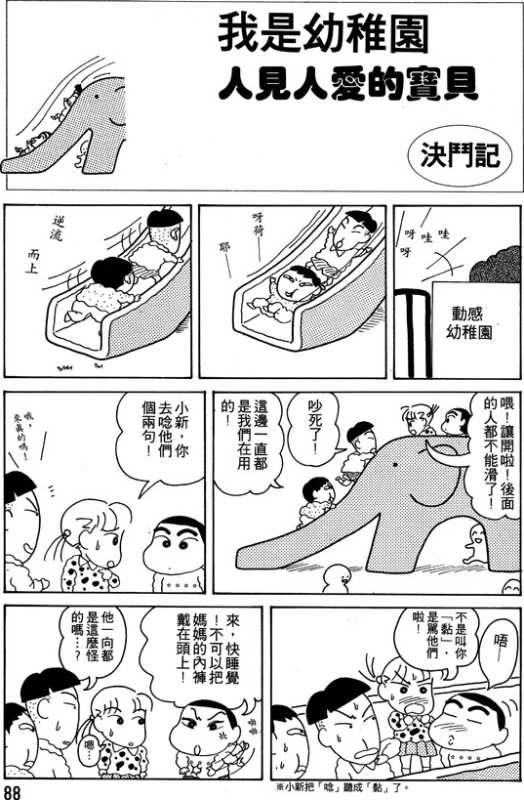 我是幼稚園
人見人愛的寶貝
決鬥記
哇
哇
呀
呀
動感
幼稚園
呀荷——
耶——
逆流
而上
喂！讓開啦！後面
的人都不能滑了！
吵死了！
這邊一直都
是我們在用
的！
小新，你
去唸他們
個兩句！
哦，
來真的嗎！
唔—
不是叫你
「黏」，
是罵他們
啦！
※小新把「唸」聽成「黏」了。
來，快睡覺
！不可以把
媽媽的內褲
戴在頭上！
嗯…
他一向都
是這麼怪
的嗎…？
88